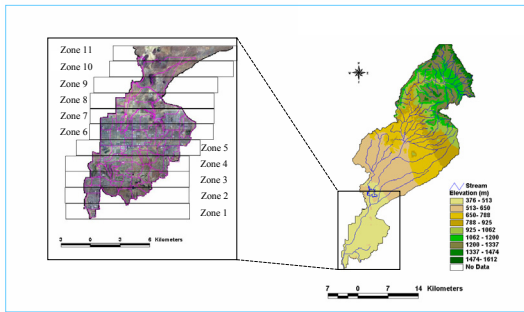 Zone 11
Zone 10
Zone 9
Zone 8
Zone 7
Zone 6
Zone 5
Zone 4
Zone 3
Zone 2
Zone 1
3 0 3 6 Kilometers
Stream
Elevation (m)
376 - 513
513 - 650
650 - 788
788 - 925
925 - 1062
1062 - 1200
1200 - 1337
1337 - 1474
1474 - 1612
No Data
7 0 7 14 Kilometers